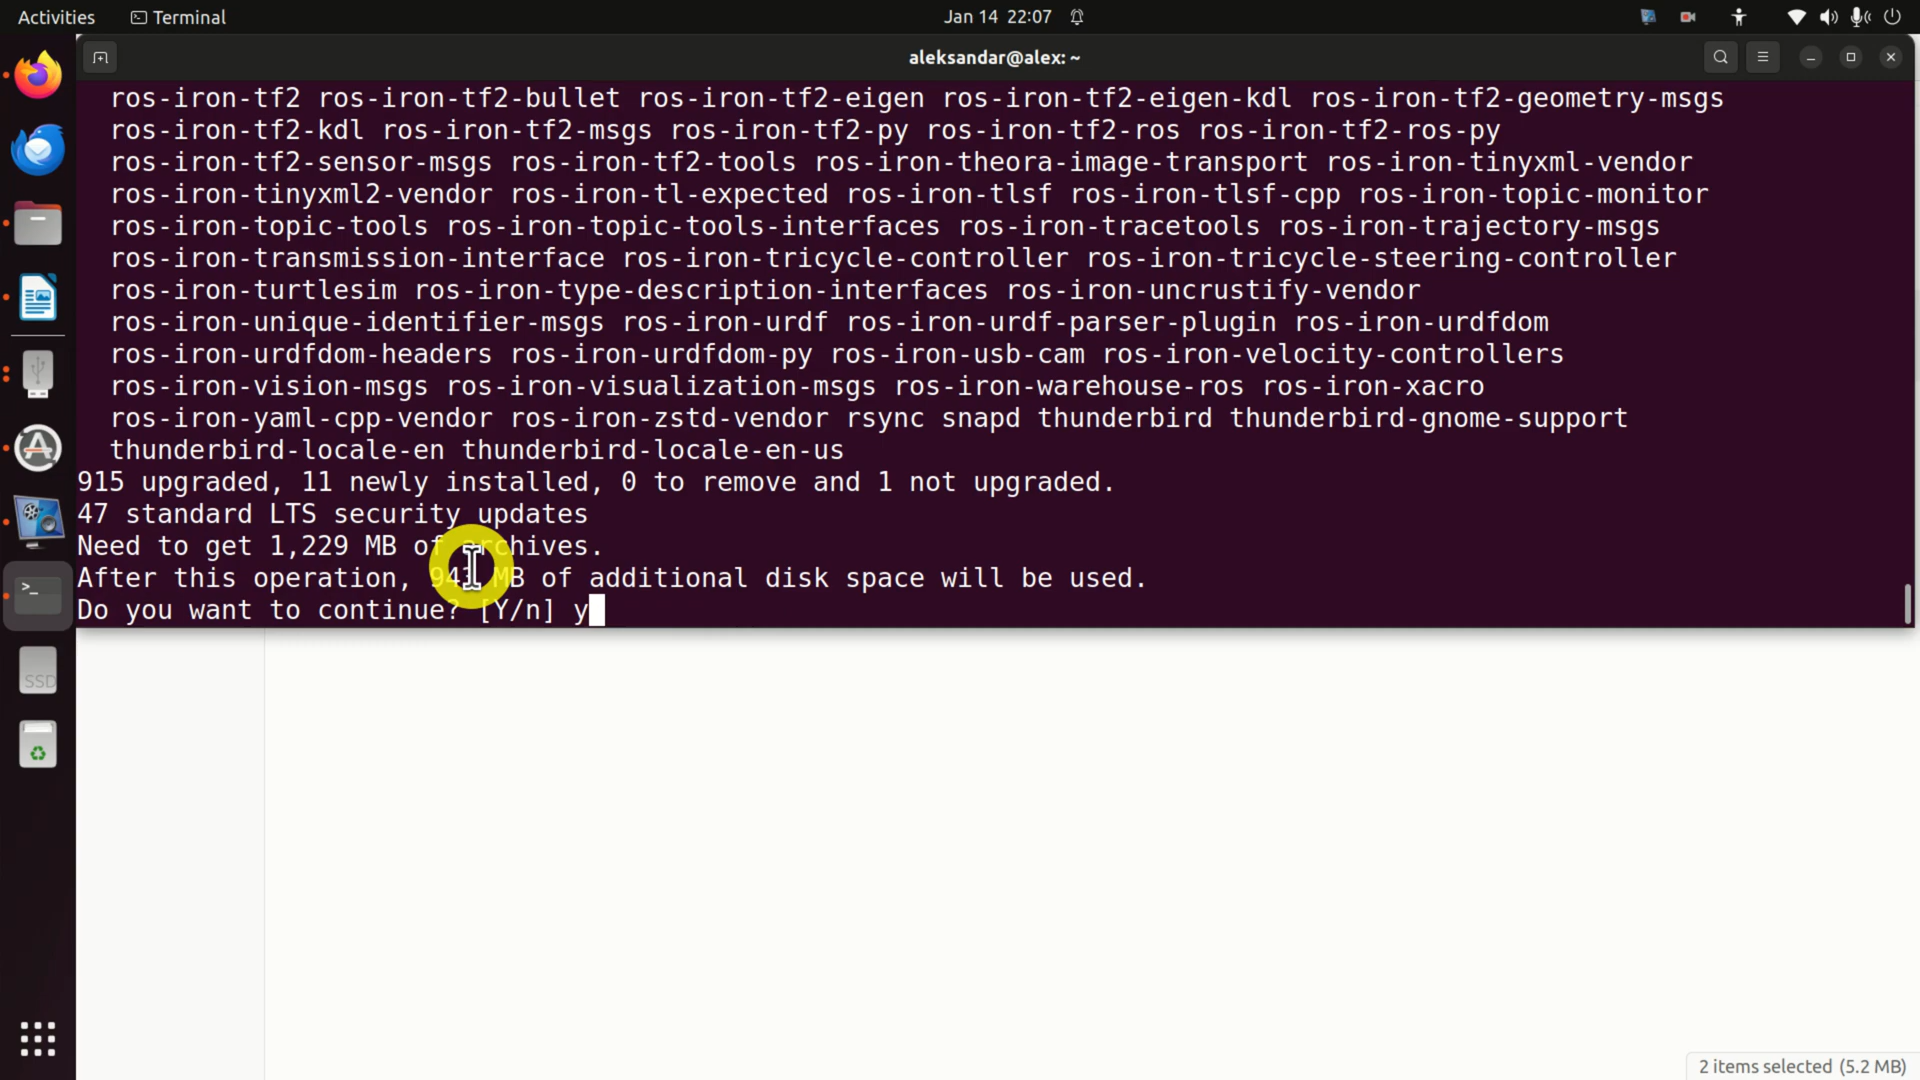 Activities
Terminal
Jan 14 22:07
aleksandar@alex: ~
ros-iron-tf2 ros-iron-tf2-bullet ros-iron-tf2-eigen ros-iron-tf2-eigen-kdl ros-iron-tf2-geometry-msgs
ros-iron-tf2-kdl ros-iron-tf2-msgs ros-iron-tf2-py ros-iron-tf2-ros ros-iron-tf2-ros-py
ros-iron-tf2-sensor-msgs ros-iron-tf2-tools ros-iron-theora-image-transport ros-iron-tinyxml-vendor
ros-iron-tinyxml2-vendor ros-iron-tl-expected ros-iron-tlsf ros-iron-tlsf-cpp ros-iron-topic-monitor
ros-iron-topic-tools ros-iron-topic-tools-interfaces ros-iron-tracetools ros-iron-trajectory-msgs
ros-iron-transmission-interface ros-iron-tricycle-controller ros-iron-tricycle-steering-controller
ros-iron-turtlesim ros-iron-type-description-interfaces ros-iron-uncrustify-vendor
ros-iron-unique-identifier-msgs ros-iron-urdf ros-iron-urdf-parser-plugin ros-iron-urdfdom
ros-iron-urdfdom-headers ros-iron-urdfdom-py ros-iron-usb-cam ros-iron-velocity-controllers
ros-iron-vision-msgs ros-iron-visualization-msgs ros-iron-warehouse-ros ros-iron-xacro
ros-iron-yaml-cpp-vendor ros-iron-zstd-vendor rsync snapd thunderbird thunderbird-gnome-support
thunderbird-locale-en thunderbird-locale-en-us
915 upgraded, 11 newly installed, 0 to remove and 1 not upgraded.
47 standard LTS security updates
Need to get 1,229 MB of archives.
After this operation, MB of additional disk space will be used.
Do you want to continue? [Y/n] y
SSD
2 items selected (5.2 MB)